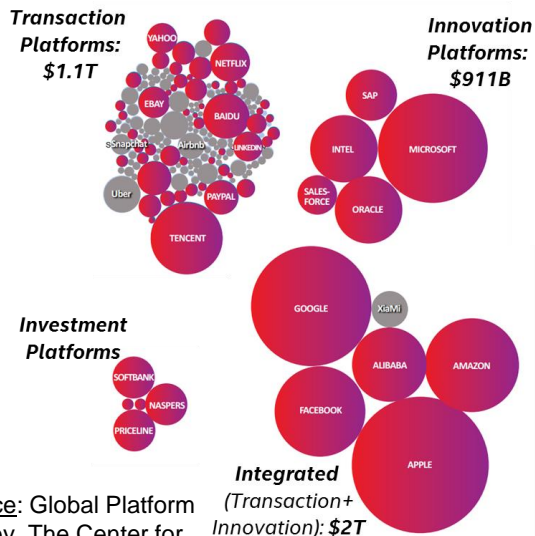 Transaction
Platforms:
$1.1T
Innovation
Platforms:
$911B
YAHOO
NETFLIX
EBAY
BAIDU
sSnapchat
Airbnb
LINKEDIN
Uber
PAYPAL
TENCENT
SAP
INTEL
MICROSOFT
SALES-
FORCE
ORACLE
Investment
Platforms
SOFTBANK
NASPERS
PRICELINE
GOOGLE
XiaMi
ALIBABA
AMAZON
FACEBOOK
APPLE
Integrated
(Transaction+
Innovation): $2T
ce: Global Platform
The Center for